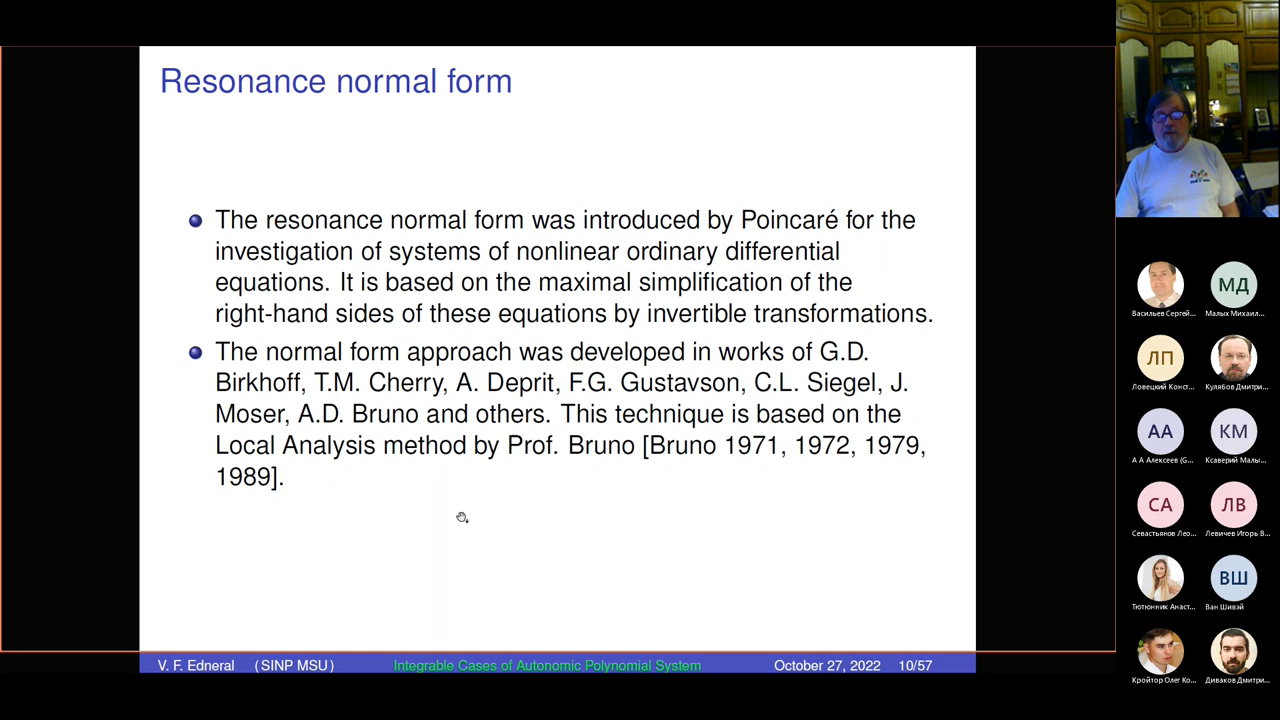 Resonance normal form
The resonance normal form was introduced by Poincaré for the
investigation of systems of nonlinear ordinary differential
equations. It is based on the maximal simplification of the
right-hand sides of these equations by invertible transformations.
The normal form approach was developed in works of G.D.
Birkhoff, T.M. Cherry, A. Deprit, F.G. Gustavson, C.L. Siegel, J.
Moser, A.D. Bruno and others. This technique is based on the
Local Analysis method by Prof. Bruno [Bruno 1971, 1972, 1979,
1989].
V. F. Edneral (SINP MSU) Integrable Cases of Autonomic Polynomial System October 27, 2022 10/57
МД
Васильев Сергей... Малых Михаил...
ЛП
Ловецкий Конст... Кулябов Дмитри...
АА КМ
А А Алексеев (G... Ксаверий Малы...
СА ЛВ
Севастьянов Лео... Левичев Игорь В...
ВШ
Тютюнник Анаст... Ван Шивэй
Кройтор Олег Ко... Диваков Дмитри...